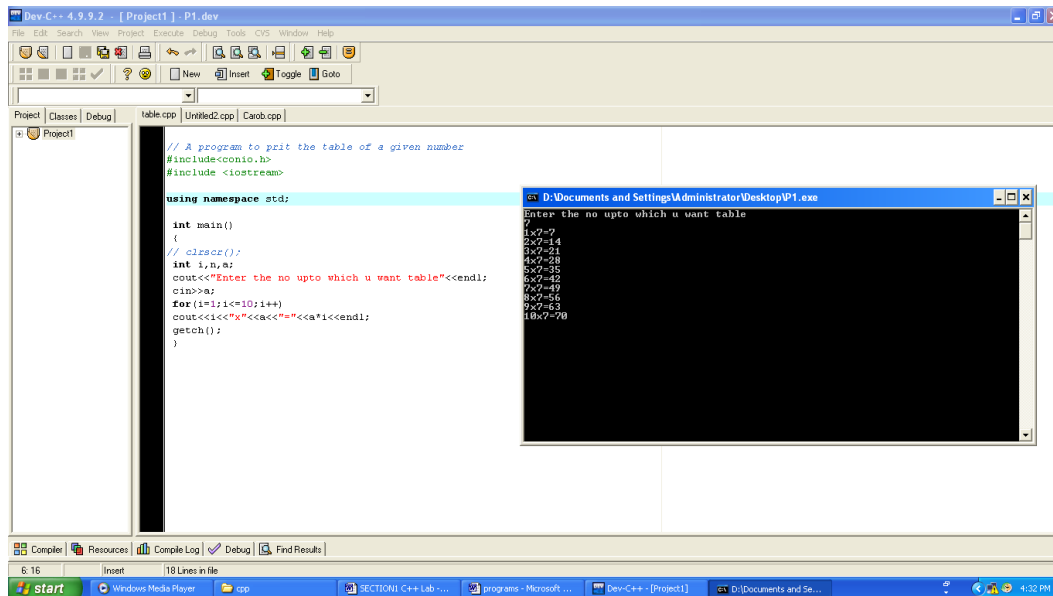 Dev-C++ 4.9.9.2 - [ Project1 ] - P1.dev
File Edit Search View Project Execute Debug Tools CVS Window Help
New Insert Toggle Goto
Project Classes Debug
table.cpp Untitled2.cpp Carob.cpp
Project1
// A program to prit the table of a given number
#include<conio.h>
#include <iostream>
using namespace std;
int main()
{
// clrscr();
int i,n,a;
cout<<"Enter the no upto which u want table"<<endl;
cin>>a;
for(i=1;i<=10;i++)
cout<<i<<"x"<<a<<"="<<a*i<<endl;
getch();
}
D:\Documents and Settings\Administrator\Desktop\P1.exe
Enter the no upto which u want table
7
1x7=7
2x7=14
3x7=21
4x7=28
5x7=35
6x7=42
7x7=49
8x7=56
9x7=63
10x7=70
Compiler Resources Compile Log Debug Find Results
6: 16 Insert 18 Lines in file
start Windows Media Player cpp SECTION1 C++ Lab -... programs - Microsoft ... Dev-C++ - [Project1] D:\Documents and Se... 4:32 PM